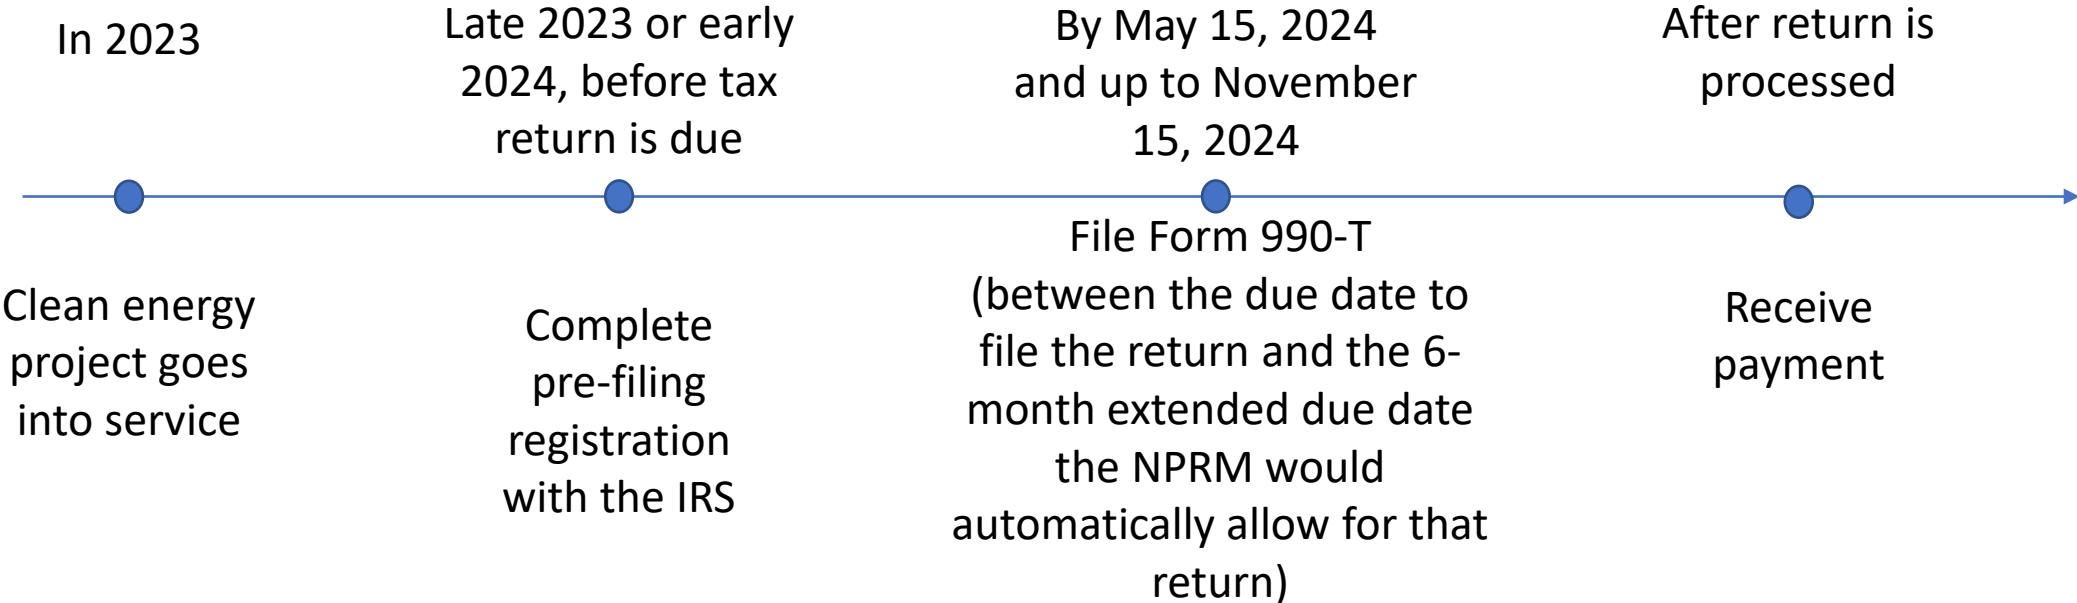 In 2023
Late 2023 or early
2024, before tax
return is due
By May 15, 2024
and up to November
15, 2024
After return is
processed
Clean energy
project goes
into service
Complete
pre-filing
registration
with the IRS
File Form 990-T
(between the due date to
file the return and the 6-
month extended due date
the NPRM would
automatically allow for that
return)
Receive
payment